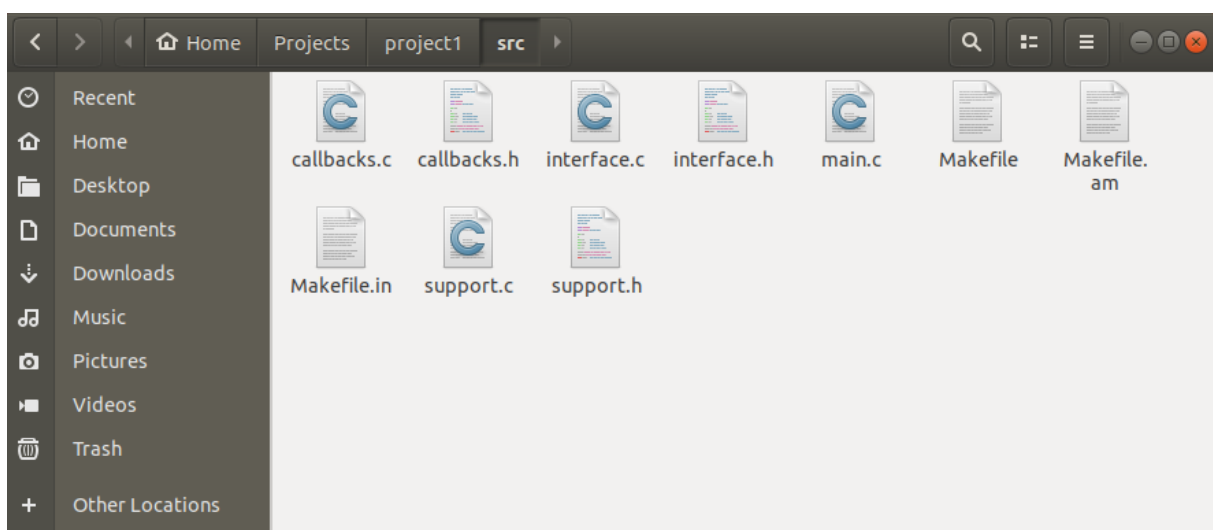 Home Projects project1 src
Recent
Home
Desktop
Documents
Downloads
Music
Pictures
Videos
Trash
Other Locations
callbacks.c callbacks.h interface.c interface.h main.c Makefile Makefile.
am
Makefile.in support.c support.h